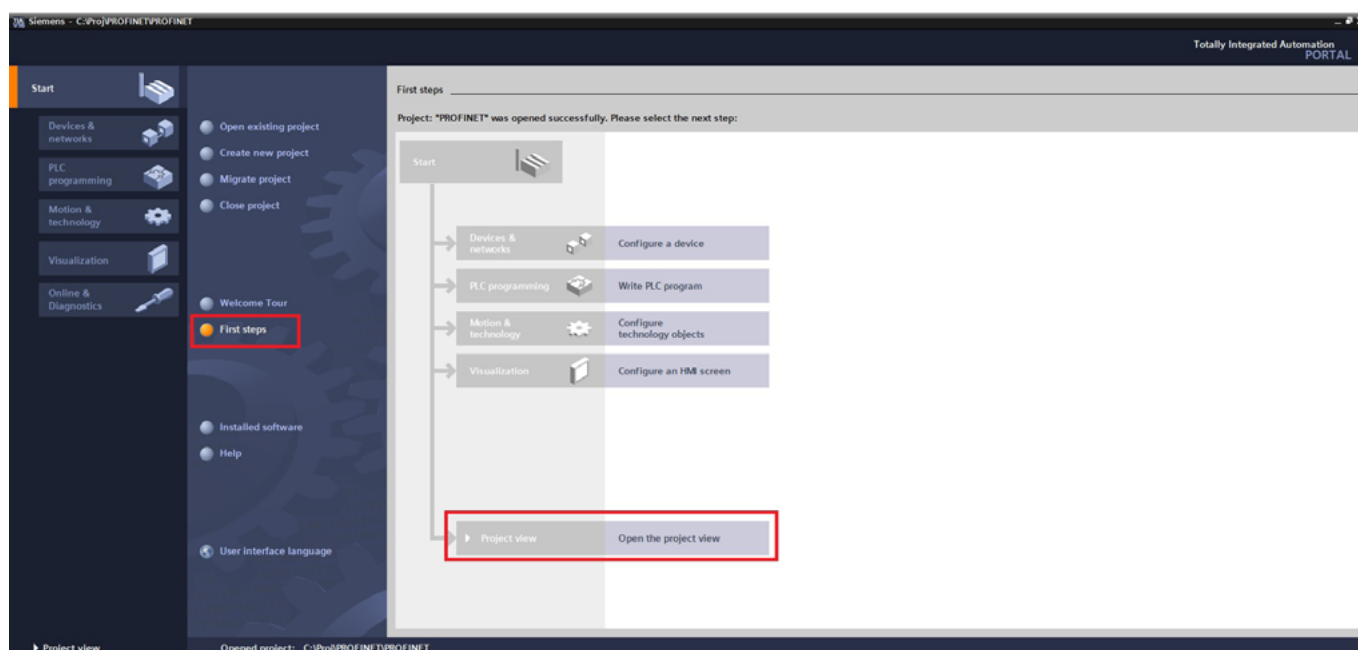 Siemens - C:\Proj\PROFINET\PROFINET
Totally Integrated Automation
PORTAL
Start
Devices &
networks
PLC
programming
Motion &
technology
Visualization
Online &
Diagnostics
Open existing project
Create new project
Migrate project
Close project
Welcome Tour
First steps
Installed software
Help
User interface language
First steps
Project: "PROFINET" was opened successfully. Please select the next step:
Start
Devices &
networks
Configure a device
PLC programming
Write PLC program
Motion &
technology
Configure
technology objects
Visualization
Configure an HMI screen
Project view
Open the project view
Project view
Opened project: C:\Proj\PROFINET\PROFINET